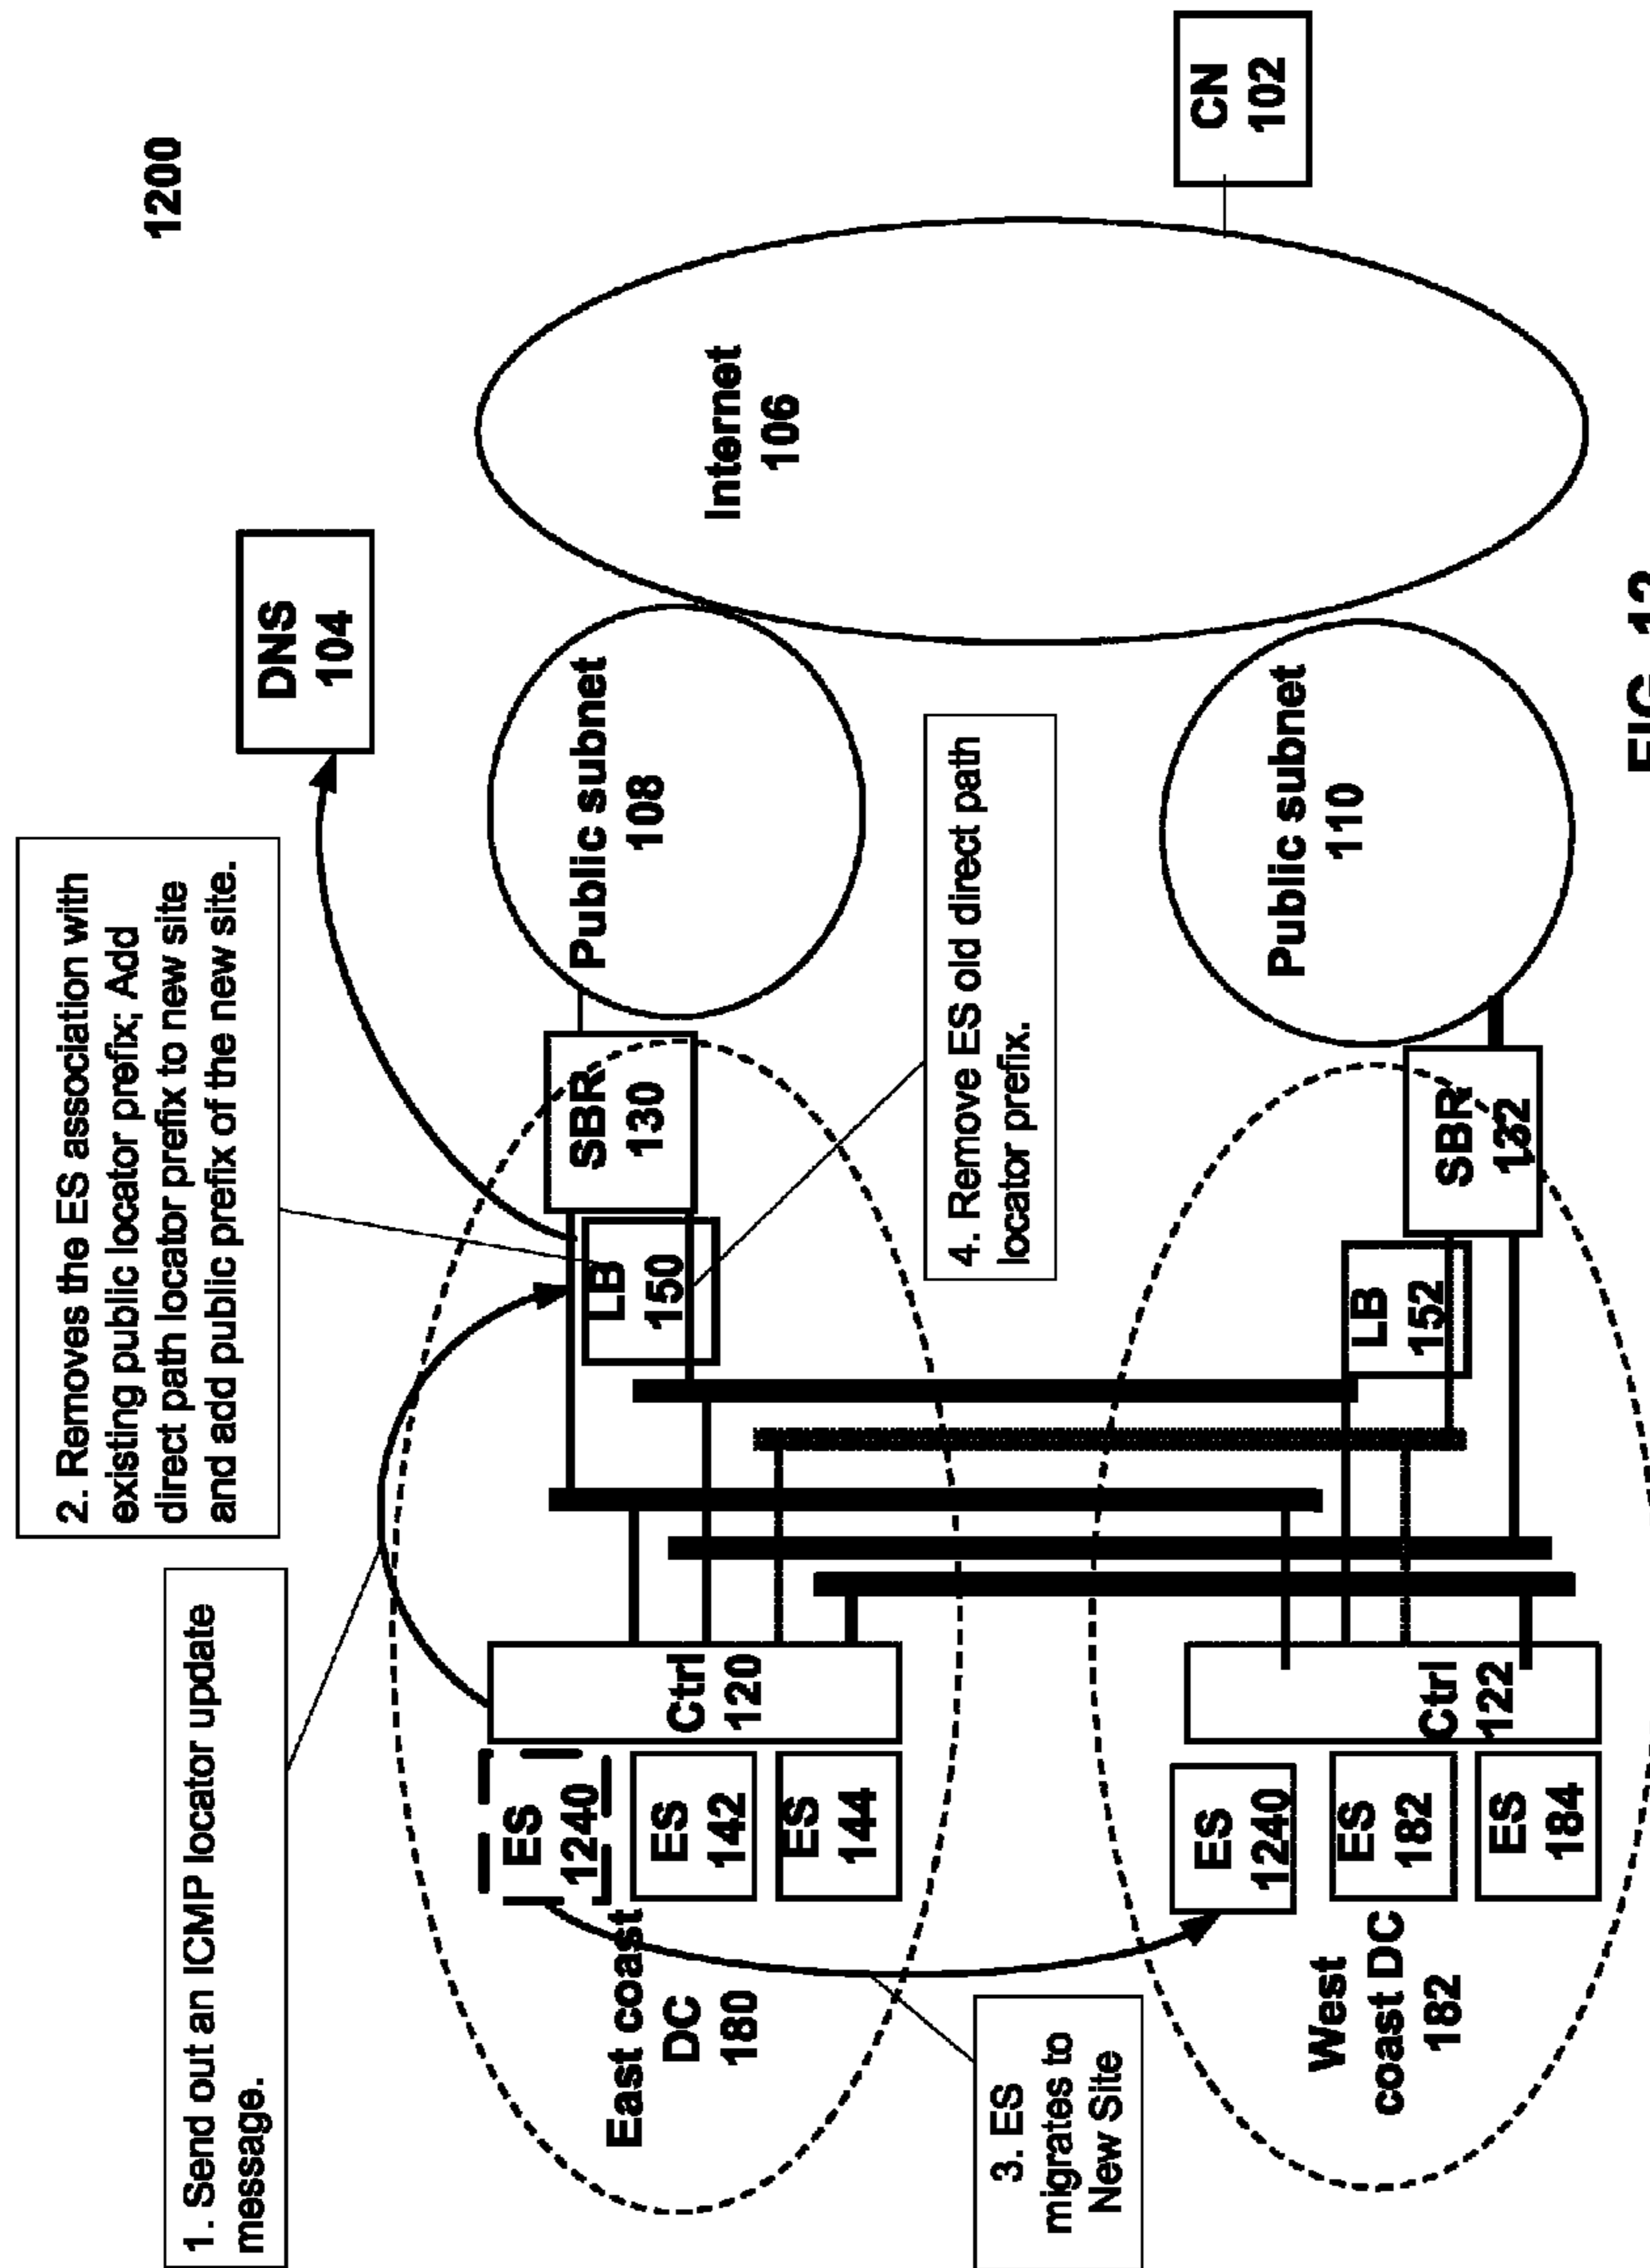 1200
1. Send out an ICMP locator update
message.
2. Removes the ES association with
existing public locator prefix; Add
direct path locator prefix to new site
and add public prefix of the new site.
DNS
104
ES
1240
ES
142
ES
144
Ctrl
120
LB
150
SBR
130
Public subnet
108
Internet
106
CN
102
East coast
DC
180
3. ES
migrates to
New Site
4. Remove ES old direct path
locator prefix.
West
coast DC
182
ES
1240
ES
182
ES
184
Ctrl
122
LB
152
SBR
132
Public subnet
110